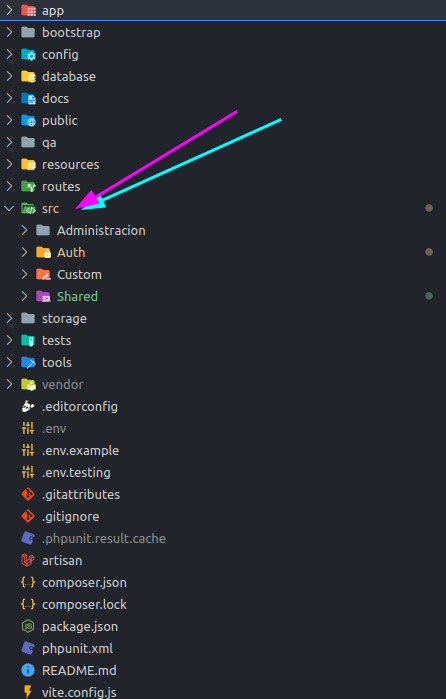 app
bootstrap
config
database
docs
public
qa
resources
routes
src
Administracion
Auth
Custom
Shared
storage
tests
tools
vendor
.editorconfig
.env
.env.example
.env.testing
.gitattributes
.gitignore
.phpunit.result.cache
artisan
composer.json
composer.lock
package.json
phpunit.xml
README.md
vite.config.js